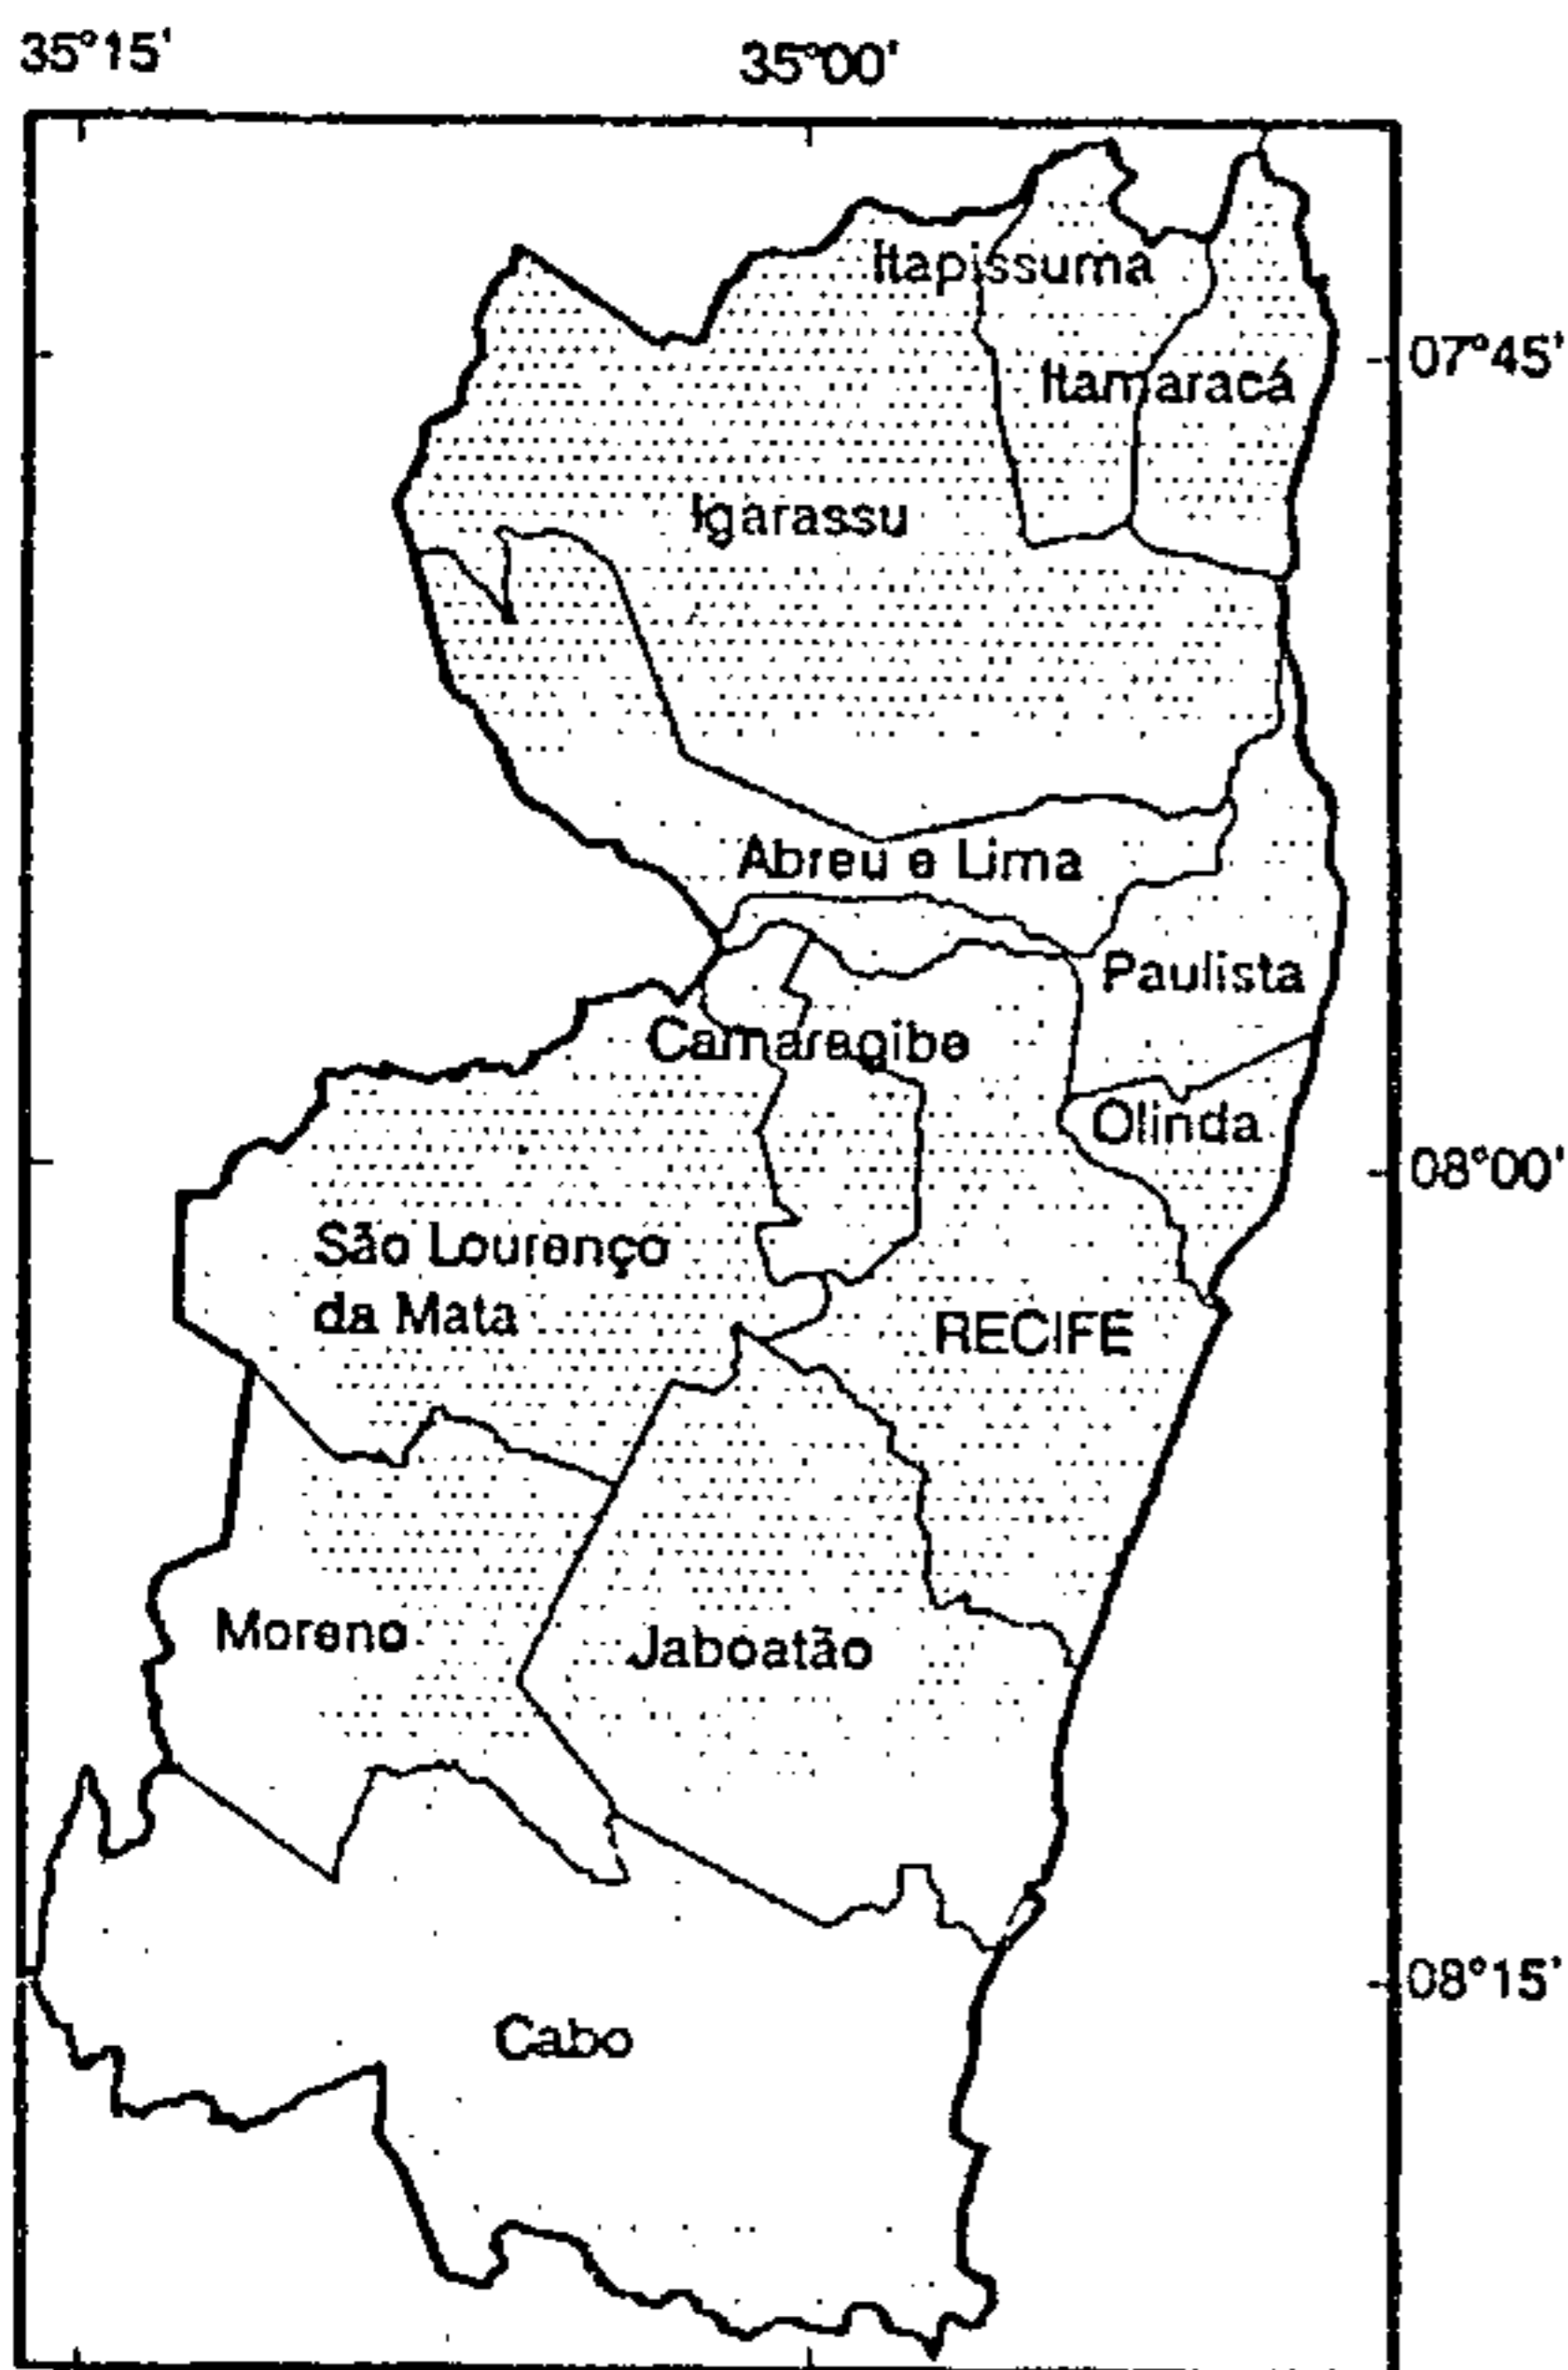 35°15'
35°00'
Itapissuma
07°45'
Itamaracá
Igarassu
Abreu e Lima
Paulista
Camaragibe
Olinda
08°00'
São Lourenço
da Mata
RECIFE
Moreno
Jaboatão
08°15'
Cabo